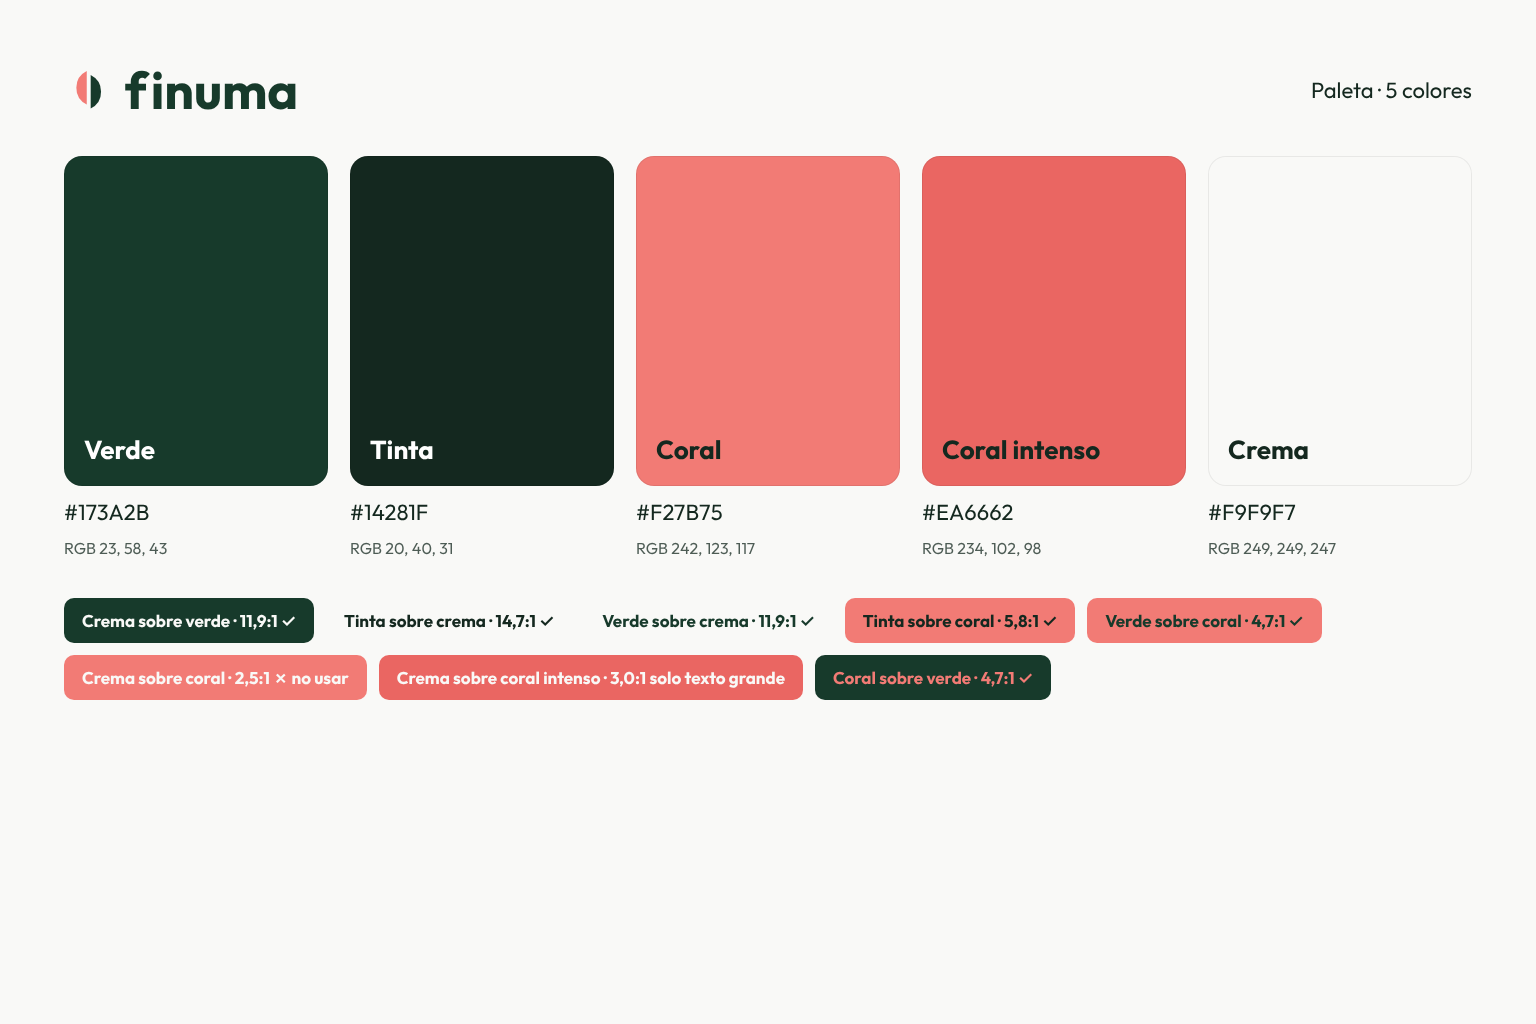 finuma
Paleta · 5 colores
Verde
Tinta
Coral
Coral intenso
Crema
#173A2B
#14281F
#F27B75
#EA6662
#F9F9F7
RGB 23, 58, 43
RGB 20, 40, 31
RGB 242, 123, 117
RGB 234, 102, 98
RGB 249, 249, 247
Crema sobre verde · 11,9:1 ✓
Tinta sobre crema · 14,7:1 ✓
Verde sobre crema · 11,9:1 ✓
Tinta sobre coral · 5,8:1 ✓
Verde sobre coral · 4,7:1 ✓
Crema sobre coral · 2,5:1 × no usar
Crema sobre coral intenso · 3,0:1 solo texto grande
Coral sobre verde · 4,7:1 ✓